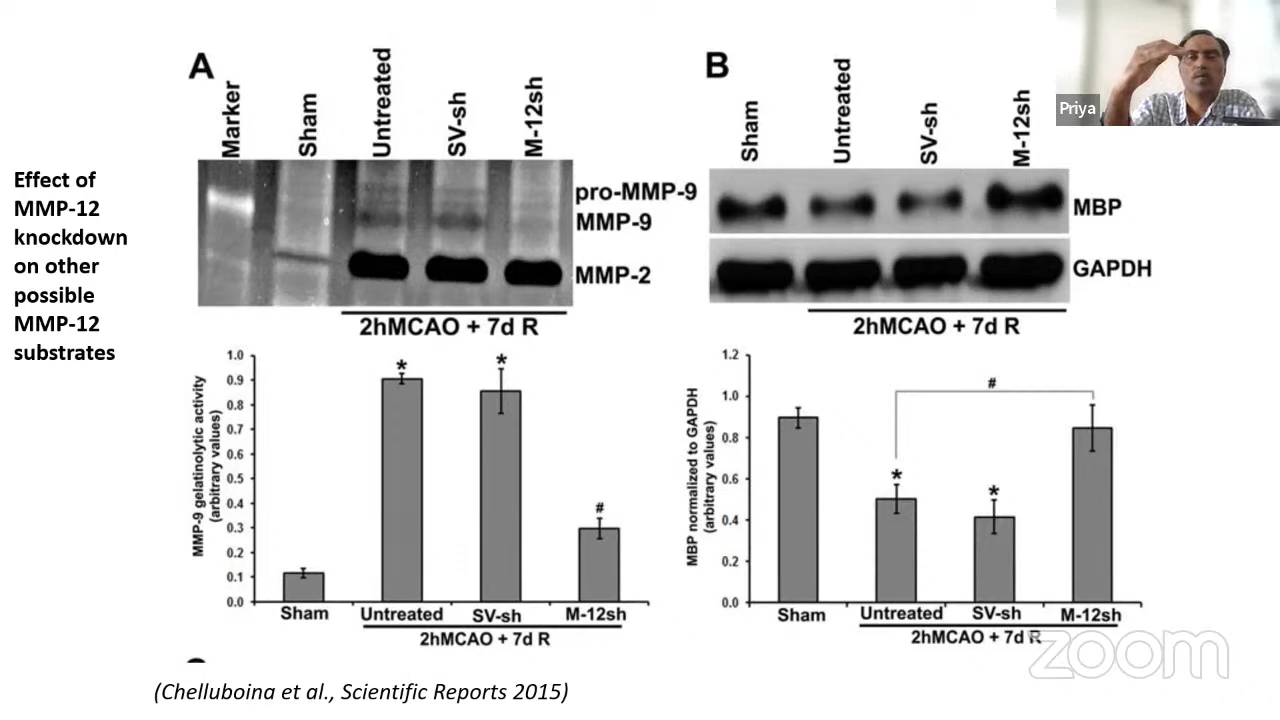 Effect of
MMP-12
knockdown
on other
possible
MMP-12
substrates
A
Marker
Sham
Untreated
SV-sh
M-12sh
pro-MMP-9
MMP-9
MMP-2
2hMCAO + 7d R
MMP-9 gelatinolytic activity
(arbitrary values)
1.0
0.9
0.8
0.7
0.6
0.5
0.4
0.3
0.2
0.1
0.0
*
*
#
Sham
Untreated
SV-sh
M-12sh
2hMCAO + 7d R
B
Sham
Untreated
SV-sh
M-12sh
MBP
GAPDH
2hMCAO + 7d R
MBP normalized to GAPDH
(arbitrary values)
1.2
1.0
0.8
0.6
0.4
0.2
0.0
#
*
*
Sham
Untreated
SV-sh
M-12sh
2hMCAO + 7d R
(Chelluboina et al., Scientific Reports 2015)
Priya
zoom